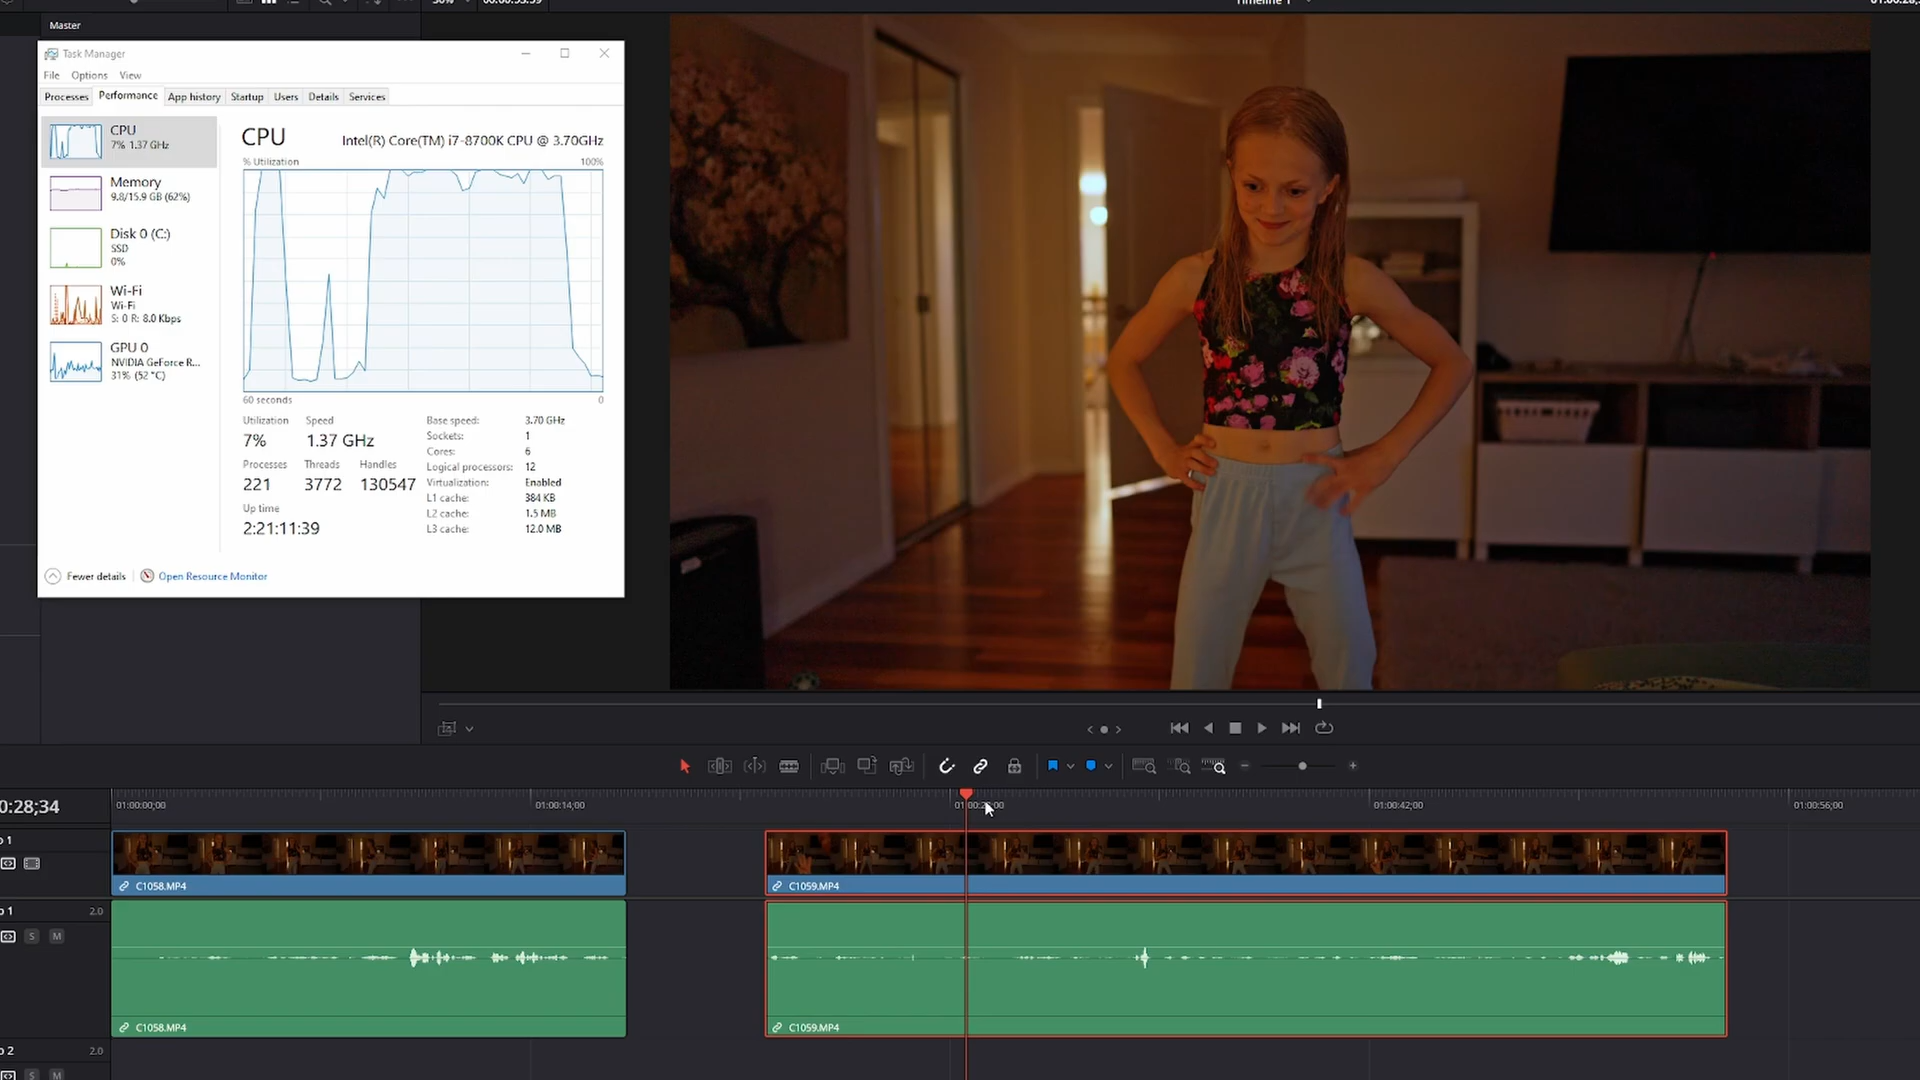 Master
Timeline 1
Task Manager
File Options View
Processes Performance App history Startup Users Details Services
CPU
7% 1.37 GHz
Memory
9.8/15.9 GB (62%)
Disk 0 (C:)
SSD
0%
Wi-Fi
Wi-Fi
S: 0 R: 8.0 Kbps
GPU 0
NVIDIA GeForce R...
31% (52 °C)
CPU Intel(R) Core(TM) i7-8700K CPU @ 3.70GHz
% Utilization 100%
60 seconds 0
Utilization Speed
7% 1.37 GHz
Processes Threads Handles
221 3772 130547
Up time
2:21:11:39
Base speed: 3.70 GHz
Sockets: 1
Cores: 6
Logical processors: 12
Virtualization: Enabled
L1 cache: 384 KB
L2 cache: 1.5 MB
L3 cache: 12.0 MB
Fewer details Open Resource Monitor
0:28;34
01:00:00;00 01:00:14;00 01:00:42;00 01:00:56;00
o 1
C1058.MP4 C1059.MP4
o 1 2.0
S M
C1058.MP4 C1059.MP4
o 2 2.0
S M